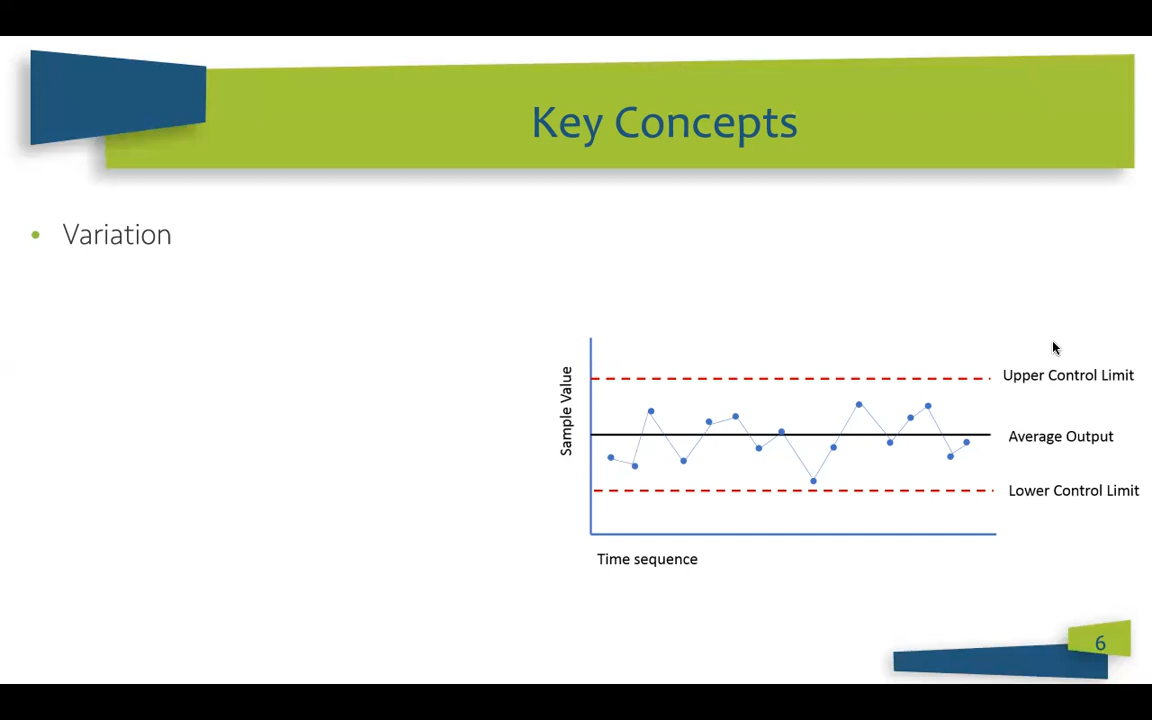 Key Concepts
• Variation
Sample Value
Upper Control Limit
Average Output
Lower Control Limit
Time sequence
6